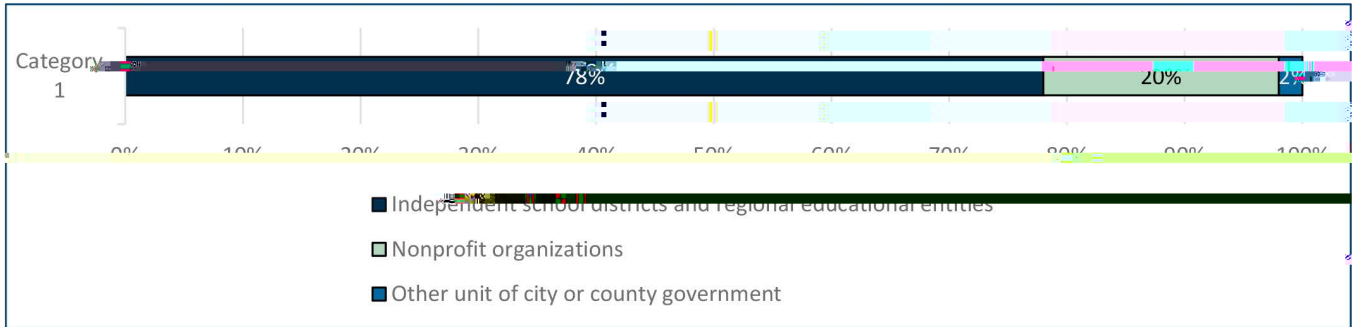 Category
1
78% 20% 2%
0% 10% 20% 30% 40% 50% 60% 70% 80% 90% 100%
Independent school districts and regional educational entities
Nonprofit organizations
Other unit of city or county government